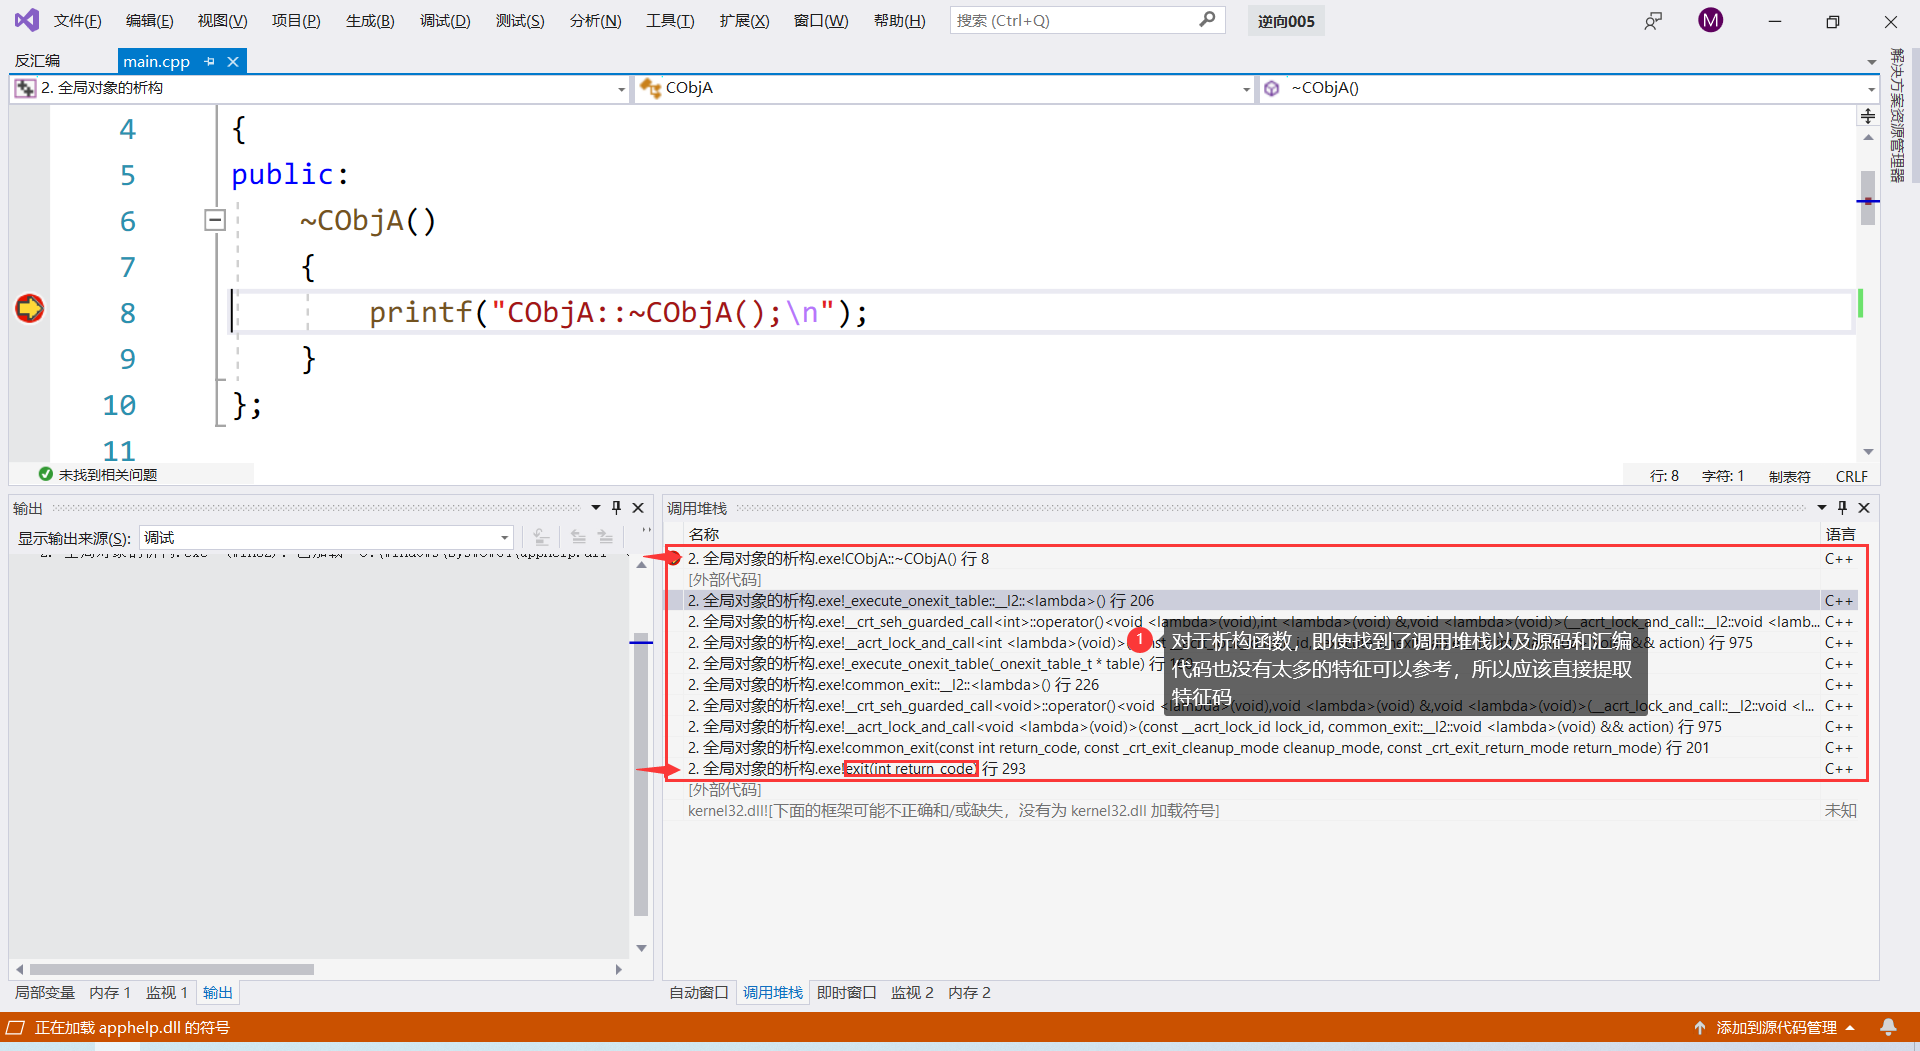 文件(F) 编辑(E) 视图(V) 项目(P) 生成(B) 调试(D) 测试(S) 分析(N) 工具(T) 扩展(X) 窗口(W) 帮助(H) 搜索 (Ctrl+Q) 逆向005 M
反汇编 main.cpp
2. 全局对象的析构 CObjA ~CObjA()
解决方案资源管理器
4 {
5 public:
6 ~CObjA()
7 {
8 printf("CObjA::~CObjA();\n");
9 }
10 };
11
未找到相关问题 行: 8 字符: 1 制表符 CRLF
输出
显示输出来源(S): 调试
调用堆栈
名称 语言
2. 全局对象的析构.exe!CObjA::~CObjA() 行 8 C++
[外部代码]
2. 全局对象的析构.exe!_execute_onexit_table::__l2::<lambda>() 行 206 C++
2. 全局对象的析构.exe!__crt_seh_guarded_call<int>::operator()<void <lambda>(void),int <lambda>(void) &,void <lambda>(void)>(__acrt_lock_and_call::__l2::void <lamb... C++
2. 全局对象的析构.exe!__acrt_lock_and_call<int <lambda>(void)> && action) 行 975 C++
2. 全局对象的析构.exe!_execute_onexit_table(_onexit_table_t * table) 行 C++
2. 全局对象的析构.exe!common_exit::__l2::<lambda>() 行 226 C++
2. 全局对象的析构.exe!__crt_seh_guarded_call<void>::operator()<void <lambda>(void),void <lambda>(void) &,void <lambda>(void)>(__acrt_lock_and_call::__l2::void <l... C++
2. 全局对象的析构.exe!__acrt_lock_and_call<void <lambda>(void)>(const __acrt_lock_id lock_id, common_exit::__l2::void <lambda>(void) && action) 行 975 C++
2. 全局对象的析构.exe!common_exit(const int return_code, const _crt_exit_cleanup_mode cleanup_mode, const _crt_exit_return_mode return_mode) 行 201 C++
2. 全局对象的析构.exe!exit(int return_code) 行 293 C++
[外部代码]
kernel32.dll![下面的框架可能不正确和/或缺失，没有为 kernel32.dll 加载符号] 未知
1
对于析构函数，即使找到了调用堆栈以及源码和汇编
代码也没有太多的特征可以参考，所以应该直接提取
特征码
局部变量 内存 1 监视 1 输出
自动窗口 调用堆栈 即时窗口 监视 2 内存 2
正在加载 apphelp.dll 的符号 添加到源代码管理